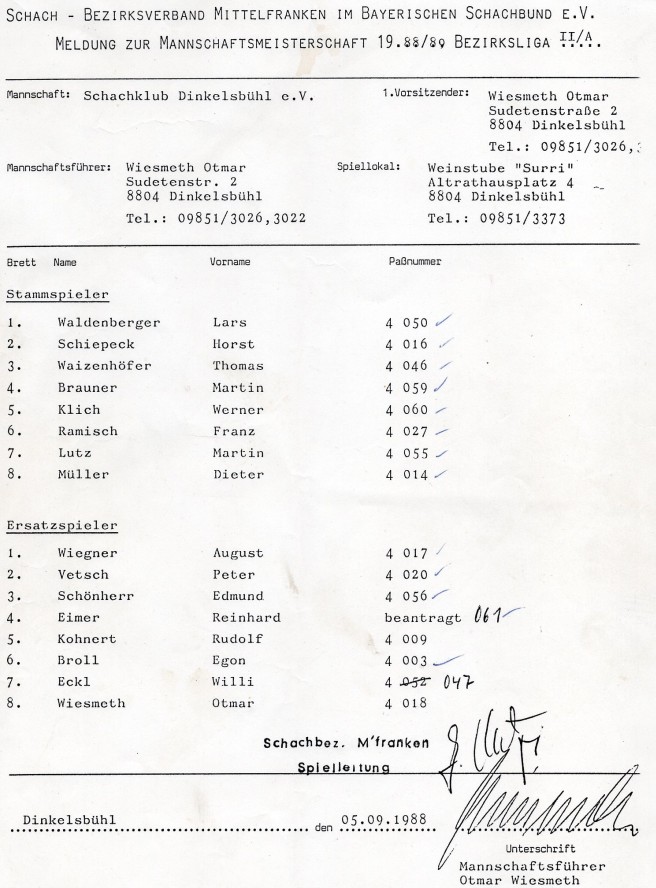 SCHACH - BEZIRKSVERBAND MITTELFRANKEN IM BAYERISCHEN SCHACHBUND E.V.
MELDUNG ZUR MANNSCHAFTSMEISTERSCHAFT 19.88/89 BEZIRKSLIGA II/A.
Mannschaft: Schachklub Dinkelsbühl e.V. 1.Vorsitzender: Wiesmeth Otmar
Sudetenstraße 2
8804 Dinkelsbühl
Tel.: 09851/3026,
Mannschaftsführer: Wiesmeth Otmar Spiellokal: Weinstube "Surri"
Sudetenstr. 2 Altrathausplatz 4
8804 Dinkelsbühl 8804 Dinkelsbühl
Tel.: 09851/3026,3022 Tel.: 09851/3373
Brett Name Vorname Paßnummer
Stammspieler
1. Waldenberger Lars 4 050
2. Schiepeck Horst 4 016
3. Waizenhöfer Thomas 4 046
4. Brauner Martin 4 059
5. Klich Werner 4 060
6. Ramisch Franz 4 027
7. Lutz Martin 4 055
8. Müller Dieter 4 014
Ersatzspieler
1. Wiegner August 4 017
2. Vetsch Peter 4 020
3. Schönherr Edmund 4 056
4. Eimer Reinhard beantragt 061
5. Kohnert Rudolf 4 009
6. Broll Egon 4 003
7. Eckl Willi 4 052 047
8. Wiesmeth Otmar 4 018
Schachbez. M'franken
Spielleitung
Dinkelsbühl den 05.09.1988
Unterschrift
Mannschaftsführer
Otmar Wiesmeth